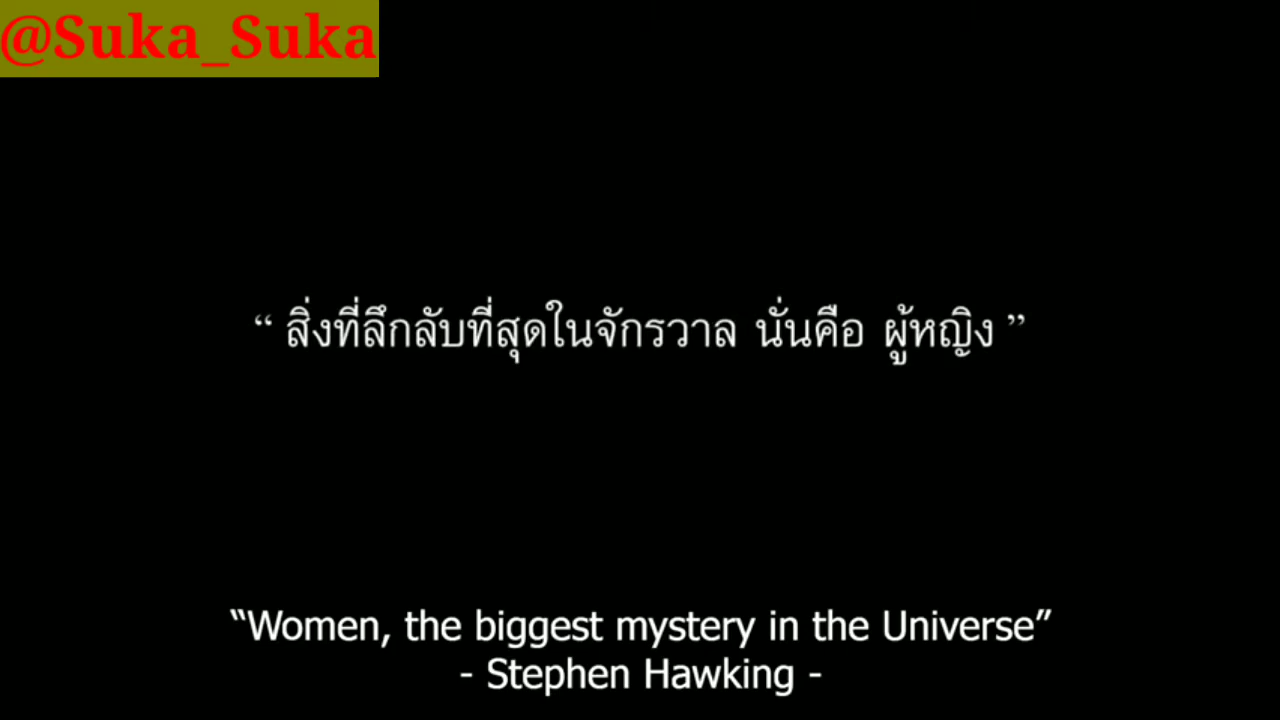 @Suka_Suka
“ สิ่งที่ลึกลับที่สุดในจักรวาล นั่นคือ ผู้หญิง ”
“Women, the biggest mystery in the Universe”
- Stephen Hawking -